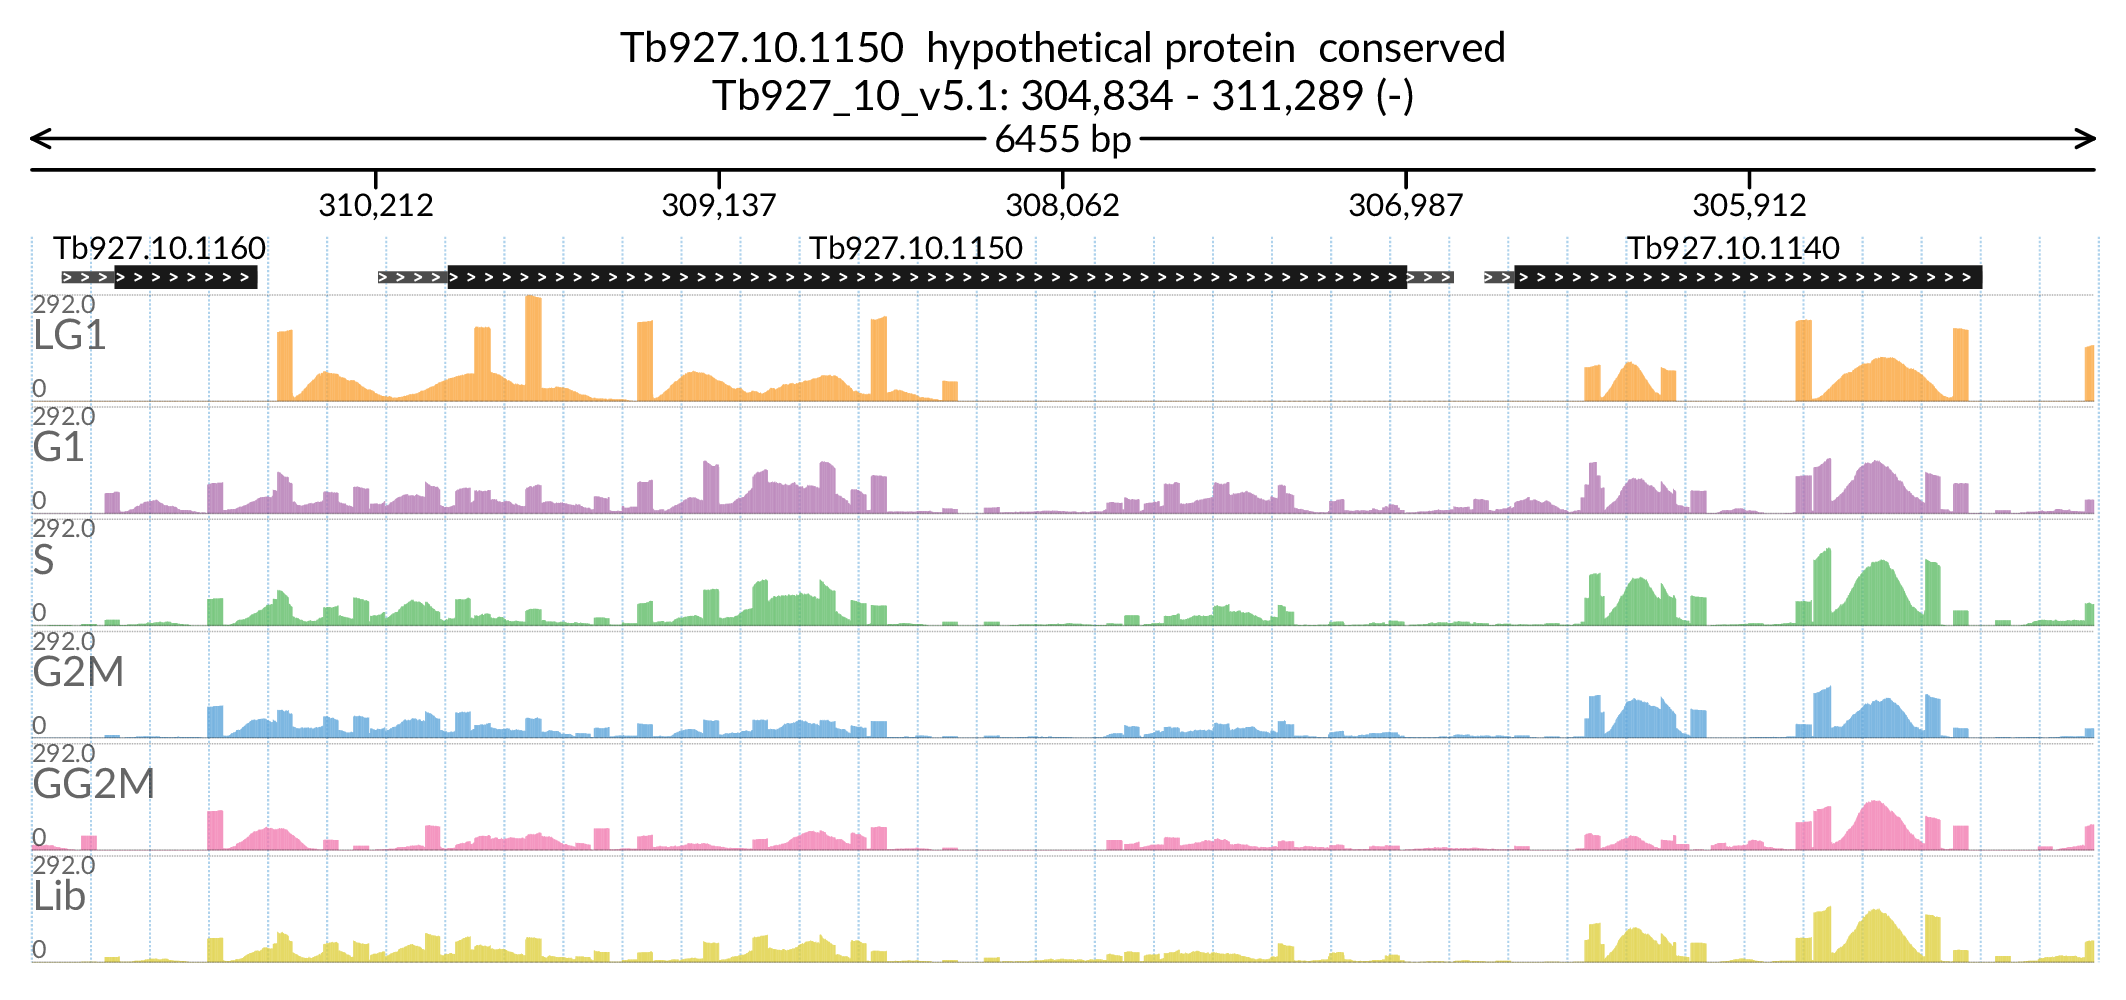 Tb927.10.1150  hypothetical protein  conserved
Tb927_10_v5.1: 304,834 - 311,289 (-)
6455 bp
310,212 309,137 308,062 306,987 305,912
Tb927.10.1160 Tb927.10.1150 Tb927.10.1140
292.0
LG1
0
292.0
G1
0
292.0
S
0
292.0
G2M
0
292.0
GG2M
0
292.0
Lib
0